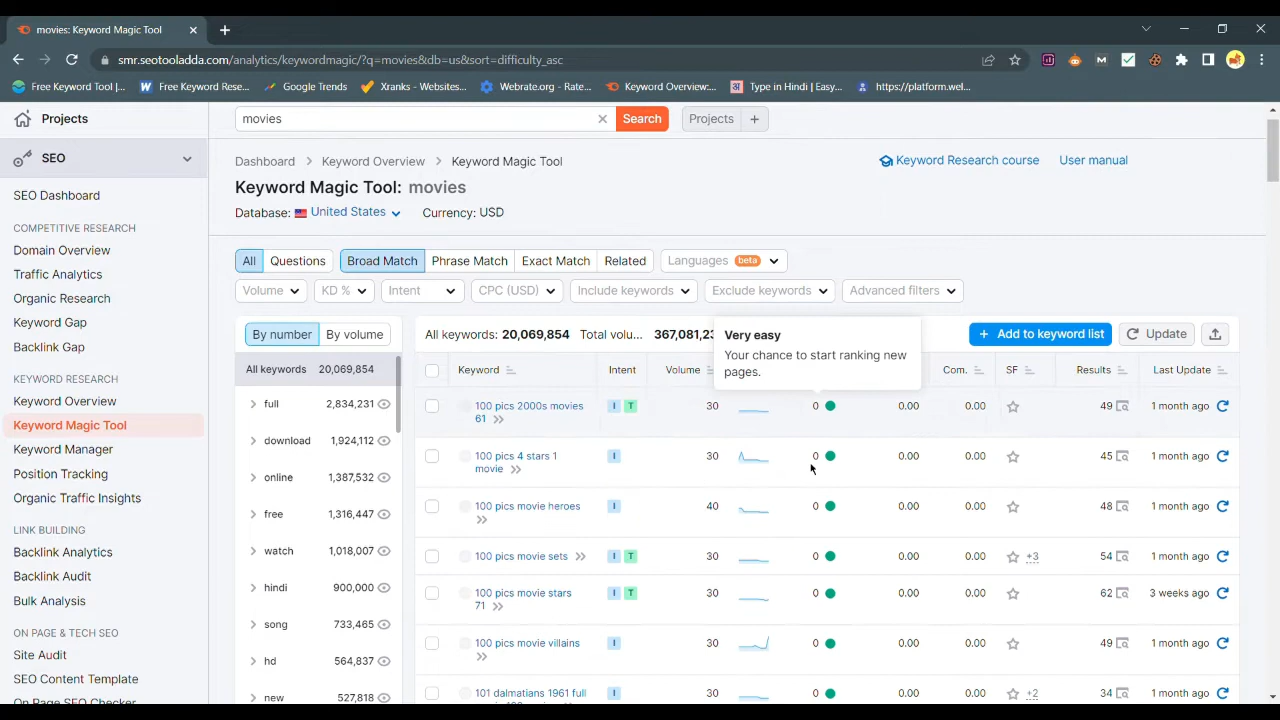 movies: Keyword Magic Tool
smr.seotooladda.com/analytics/keywordmagic/?q=movies&db=us&sort=difficulty_asc
Free Keyword Tool |... Free Keyword Rese... Google Trends Xranks - Websites... Webrate.org - Rate... Keyword Overview:... Type in Hindi | Easy... https://platform.wel...
Projects
SEO
SEO Dashboard
COMPETITIVE RESEARCH
Domain Overview
Traffic Analytics
Organic Research
Keyword Gap
Backlink Gap
KEYWORD RESEARCH
Keyword Overview
Keyword Magic Tool
Keyword Manager
Position Tracking
Organic Traffic Insights
LINK BUILDING
Backlink Analytics
Backlink Audit
Bulk Analysis
ON PAGE & TECH SEO
Site Audit
SEO Content Template
On Page SEO Checker
movies Search Projects +
Dashboard > Keyword Overview > Keyword Magic Tool Keyword Research course User manual
Keyword Magic Tool: movies
Database: United States Currency: USD
All Questions Broad Match Phrase Match Exact Match Related Languages beta
Volume KD % Intent CPC (USD) Include keywords Exclude keywords Advanced filters
By number By volume
All keywords 20,069,854
full 2,834,231
download 1,924,112
online 1,387,532
free 1,316,447
watch 1,018,007
hindi 900,000
song 733,465
hd 564,837
new 527,818
All keywords: 20,069,854 Total volu... 367,081,23
+ Add to keyword list Update
Very easy
Your chance to start ranking new
pages.
Keyword Intent Volume Com. SF Results Last Update
100 pics 2000s movies I T 30 0 0.00 0.00 49 1 month ago
61
100 pics 4 stars 1 I 30 0 0.00 0.00 45 1 month ago
movie
100 pics movie heroes I 40 0 0.00 0.00 48 1 month ago
100 pics movie sets I T 30 0 0.00 0.00 +3 54 1 month ago
100 pics movie stars I T 30 0 0.00 0.00 62 3 weeks ago
71
100 pics movie villains I 30 0 0.00 0.00 49 1 month ago
101 dalmatians 1961 full I 30 0 0.00 0.00 +2 34 1 month ago